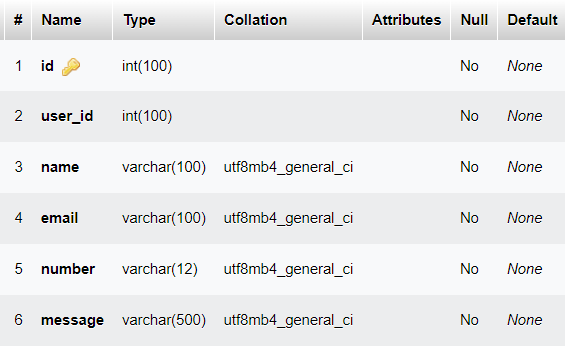 # Name Type Collation Attributes Null Default
1 id int(100) No None
2 user_id int(100) No None
3 name varchar(100) utf8mb4_general_ci No None
4 email varchar(100) utf8mb4_general_ci No None
5 number varchar(12) utf8mb4_general_ci No None
6 message varchar(500) utf8mb4_general_ci No None